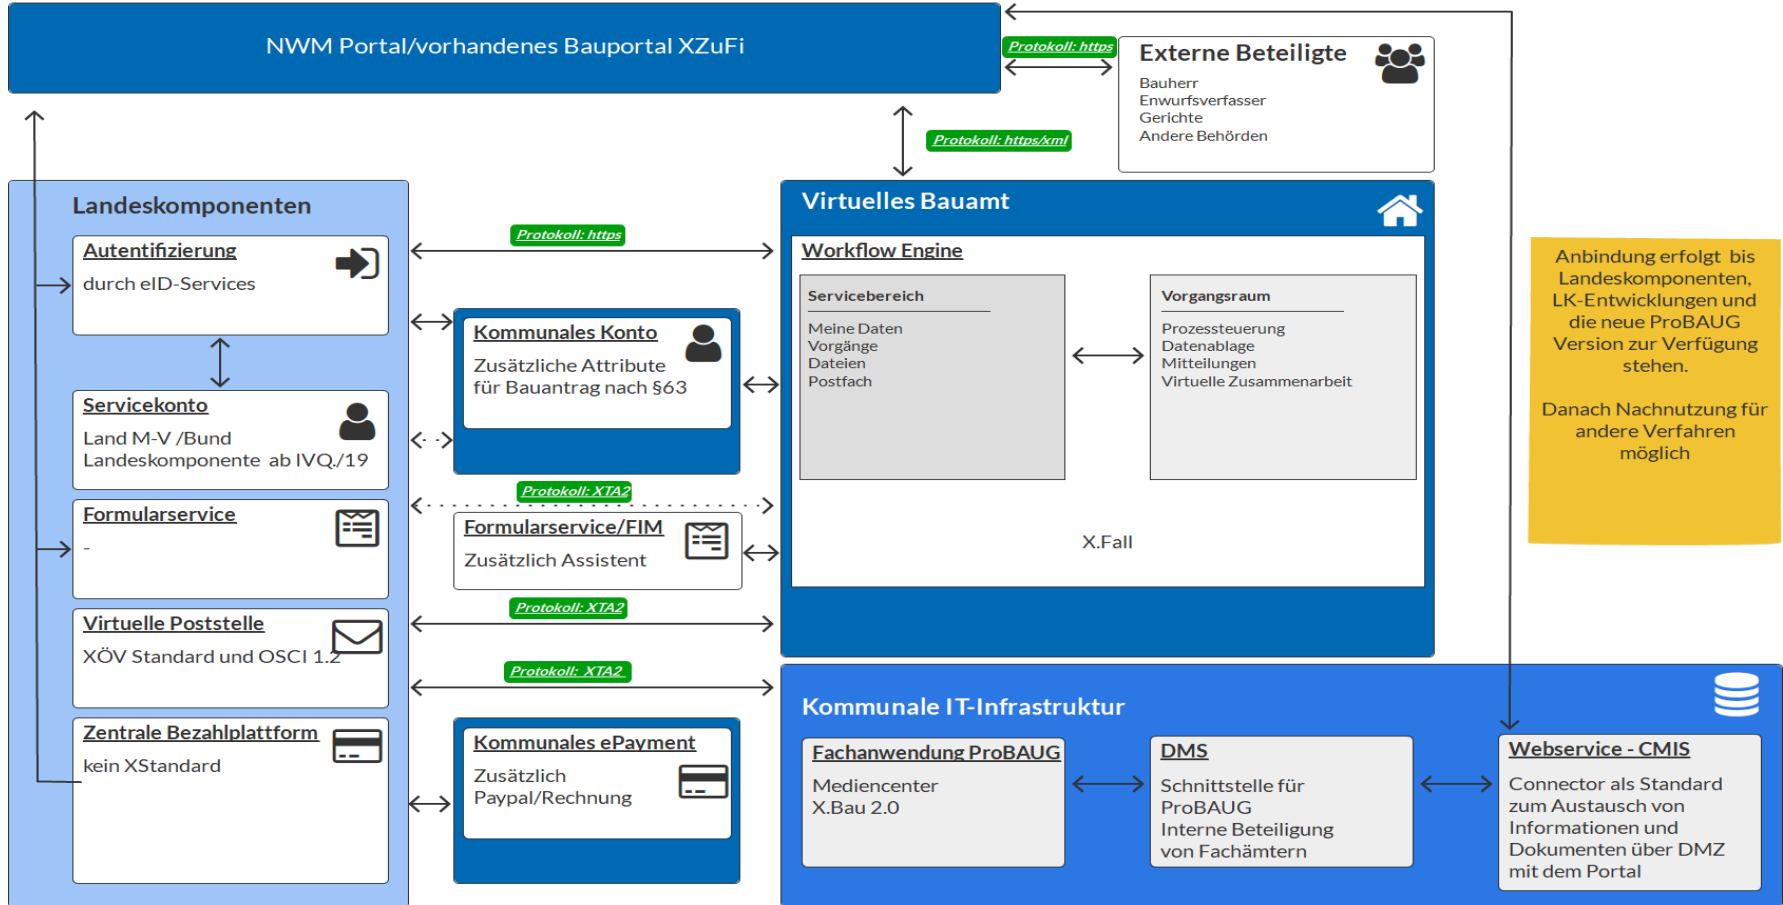 NWM Portal/vorhandenes Bauportal XZuFi
Protokoll: https
Externe Beteiligte
Bauherr
Enwurfsverfasser
Gerichte
Andere Behörden
Protokoll: https/xml
Landeskomponenten
Autentifizierung
durch eID-Services
Servicekonto
Land M-V /Bund
Landeskomponente ab IVQ./19
Formularservice
-
Virtuelle Poststelle
XÖV Standard und OSCI 1.2
Zentrale Bezahlplattform
kein XStandard
Protokoll: https
Kommunales Konto
Zusätzliche Attribute
für Bauantrag nach §63
Protokoll: XTA2
Formularservice/FIM
Zusätzlich Assistent
Protokoll: XTA2
Protokoll: XTA2
Kommunales ePayment
Zusätzlich
Paypal/Rechnung
Virtuelles Bauamt
Workflow Engine
Servicebereich
Meine Daten
Vorgänge
Dateien
Postfach
Vorgangsraum
Prozessteuerung
Datenablage
Mitteilungen
Virtuelle Zusammenarbeit
X.Fall
Kommunale IT-Infrastruktur
Fachanwendung ProBAUG
Mediencenter
X.Bau 2.0
DMS
Schnittstelle für
ProBAUG
Interne Beteiligung
von Fachämtern
Webservice - CMIS
Connector als Standard
zum Austausch von
Informationen und
Dokumenten über DMZ
mit dem Portal
Anbindung erfolgt bis
Landeskomponenten,
LK-Entwicklungen und
die neue ProBAUG
Version zur Verfügung
stehen.
Danach Nachnutzung für
andere Verfahren
möglich